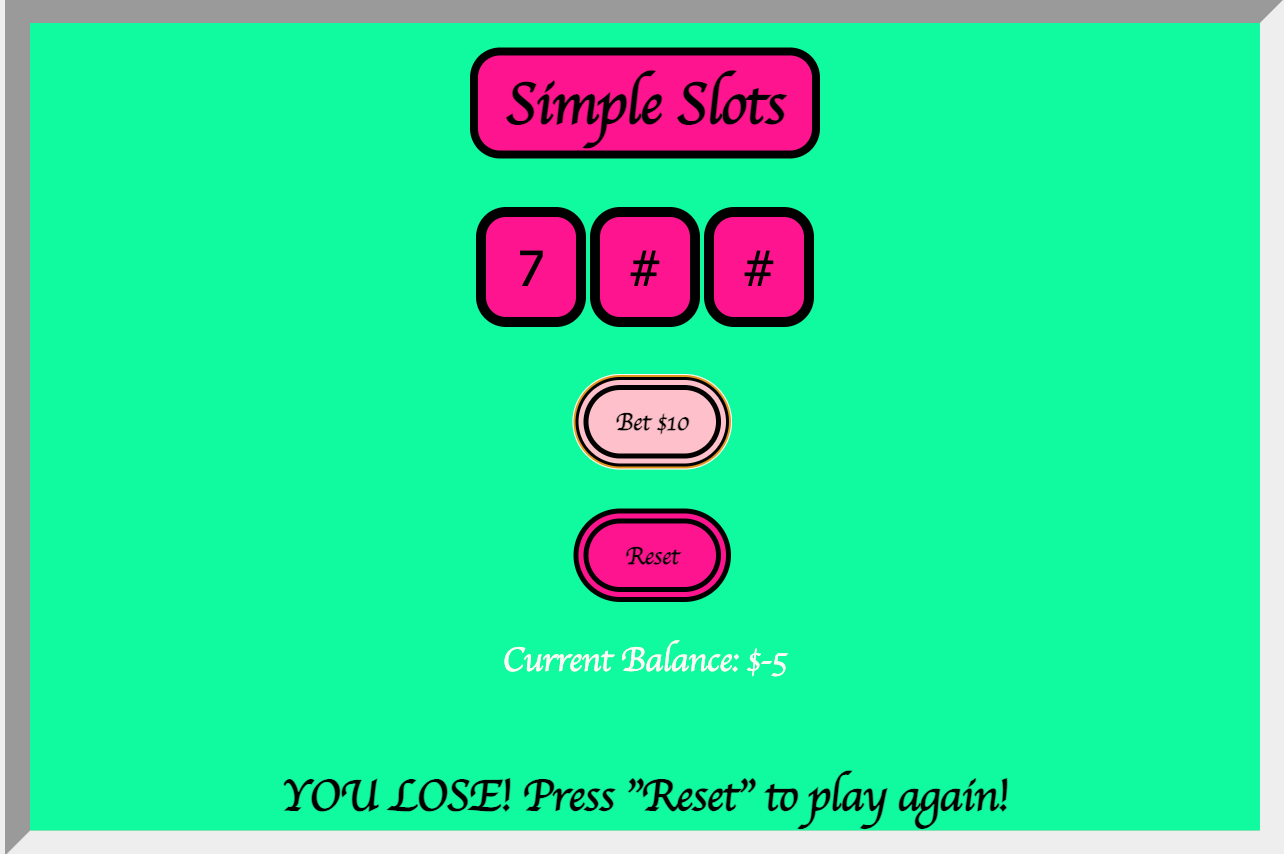 Simple Slots
7 # #
Bet $10
Reset
Current Balance: $-5
YOU LOSE! Press "Reset" to play again!